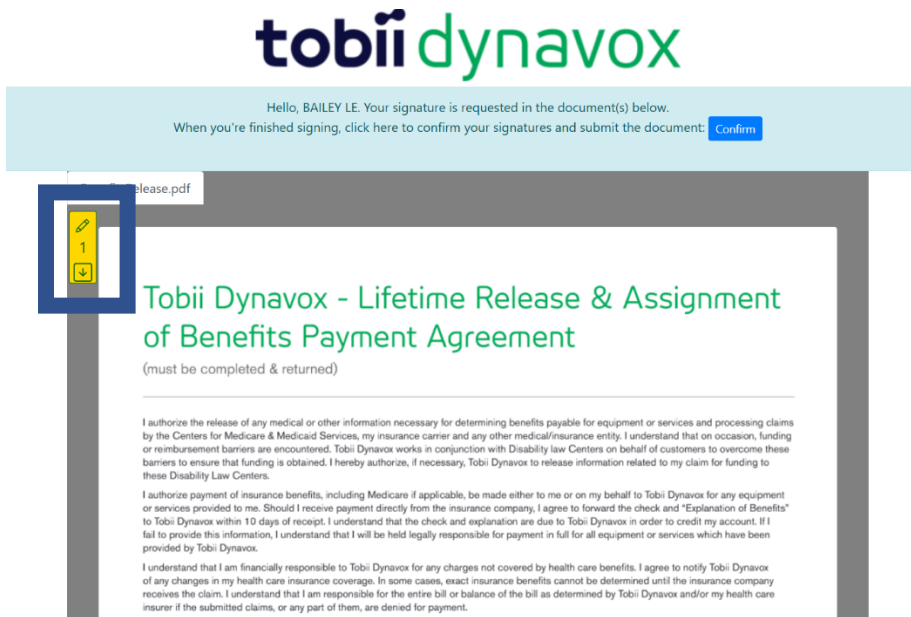 tobii dynavox
Hello, BAILEY LE. Your signature is requested in the document(s) below.
When you're finished signing, click here to confirm your signatures and submit the document: Confirm
elease.pdf
1
Tobii Dynavox - Lifetime Release & Assignment
of Benefits Payment Agreement
(must be completed & returned)
I authorize the release of any medical or other information necessary for determining benefits payable for equipment or services and processing claims
by the Centers for Medicare & Medicaid Services, my insurance carrier and any other medical/insurance entity. I understand that on occasion, funding
or reimbursement barriers are encountered. Tobii Dynavox works in conjunction with Disability law Centers on behalf of customers to overcome these
barriers to ensure that funding is obtained. I hereby authorize, if necessary, Tobii Dynavox to release information related to my claim for funding to
these Disability Law Centers.
I authorize payment of insurance benefits, including Medicare if applicable, be made either to me or on my behalf to Tobii Dynavox for any equipment
or services provided to me. Should I receive payment directly from the insurance company, I agree to forward the check and "Explanation of Benefits"
to Tobii Dynavox within 10 days of receipt. I understand that the check and explanation are due to Tobii Dynavox in order to credit my account. If I
fail to provide this information, I understand that I will be held legally responsible for payment in full for all equipment or services which have been
provided by Tobii Dynavox.
I understand that I am financially responsible to Tobii Dynavox for any charges not covered by health care benefits. I agree to notify Tobii Dynavox
of any changes in my health care insurance coverage. In some cases, exact insurance benefits cannot be determined until the insurance company
receives the claim. I understand that I am responsible for the entire bill or balance of the bill as determined by Tobii Dynavox and/or my health care
insurer if the submitted claims, or any part of them, are denied for payment.